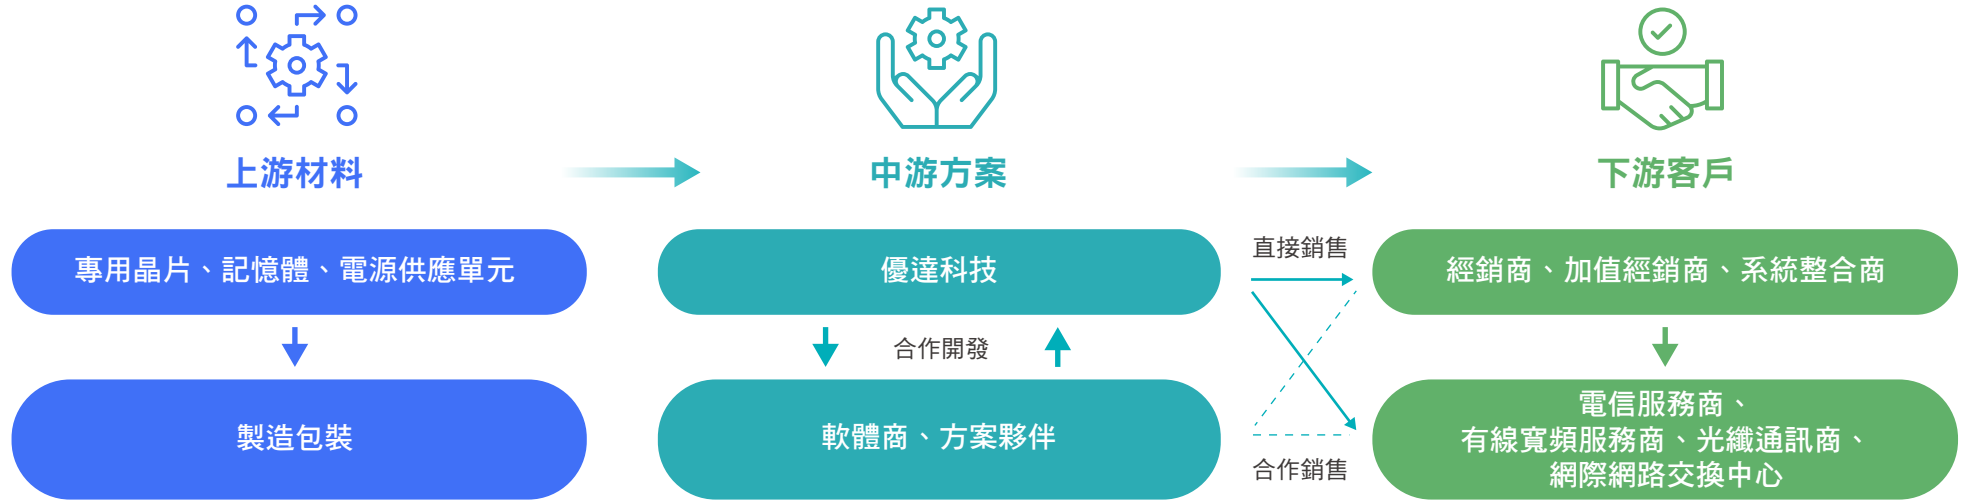 上游材料
中游方案
下游客戶
專用晶片、記憶體、電源供應單元
優達科技
直接銷售
經銷商、加值經銷商、系統整合商
合作開發
製造包裝
軟體商、方案夥伴
合作銷售
電信服務商、
有線寬頻服務商、光纖通訊商、
網際網路交換中心